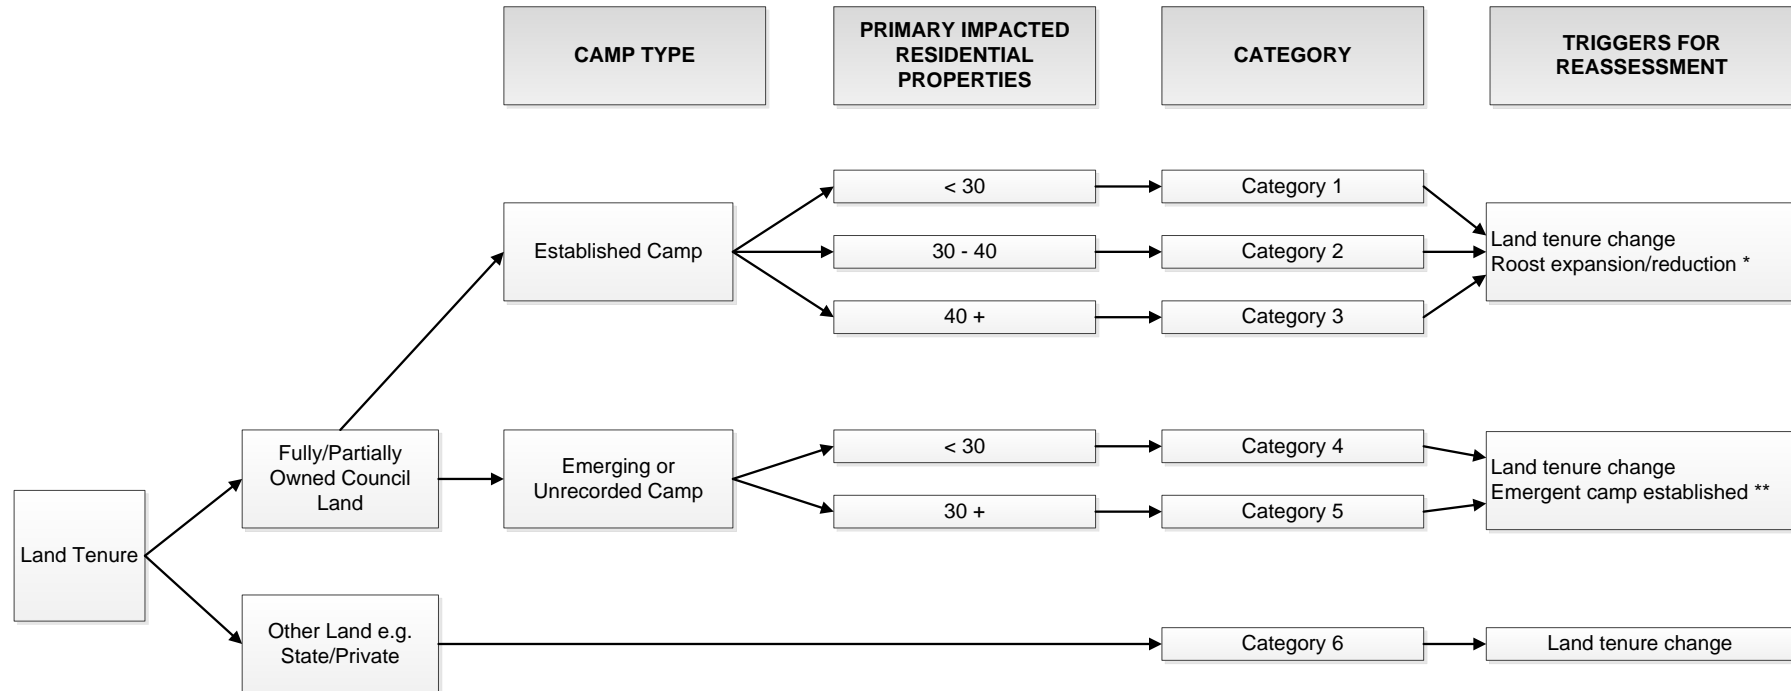 CAMP TYPE
PRIMARY IMPACTED
RESIDENTIAL
PROPERTIES
CATEGORY
TRIGGERS FOR
REASSESSMENT
< 30
Category 1
Established Camp
30 - 40
Category 2
Land tenure change
Roost expansion/reduction *
40 +
Category 3
Fully/Partially
Owned Council
Land
Emerging or
Unrecorded Camp
< 30
Category 4
Land tenure change
Emergent camp established **
30 +
Category 5
Land Tenure
Other Land e.g.
State/Private
Category 6
Land tenure change